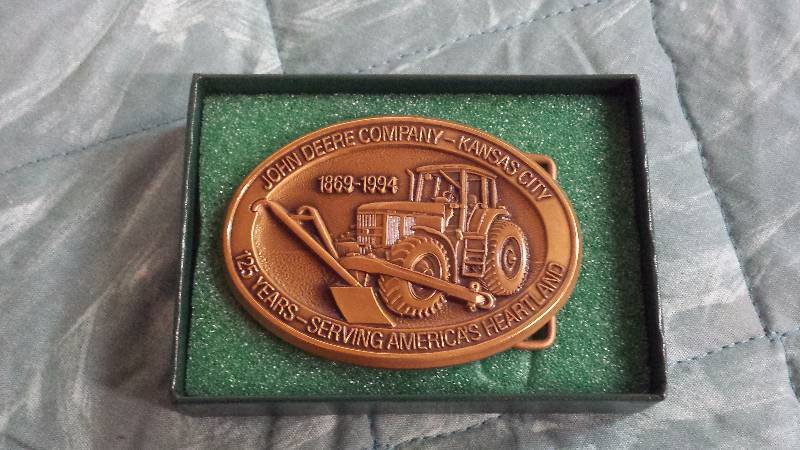 JOHN DEERE COMPANY – KANSAS CITY
1869-1994
125 YEARS – SERVING AMERICA'S HEARTLAND